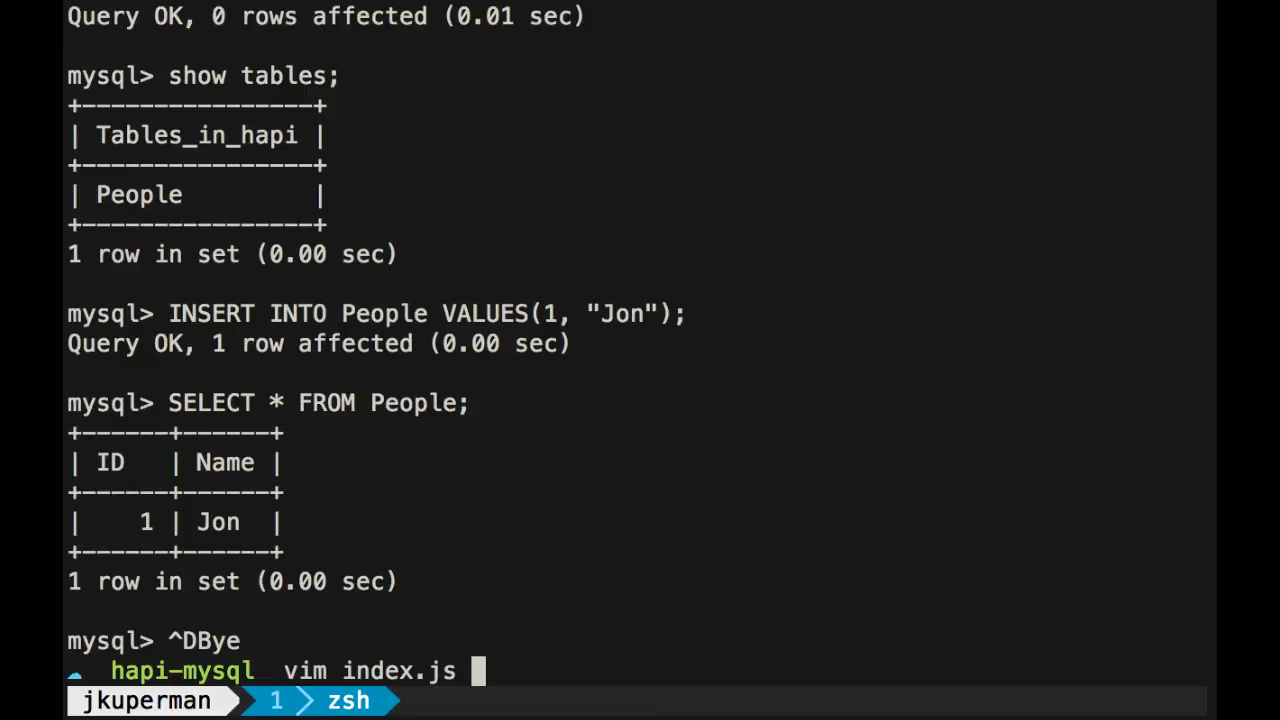 Query OK, 0 rows affected (0.01 sec)
mysql> show tables;
+----------------+
| Tables_in_hapi |
+----------------+
| People         |
+----------------+
1 row in set (0.00 sec)
mysql> INSERT INTO People VALUES(1, "Jon");
Query OK, 1 row affected (0.00 sec)
mysql> SELECT * FROM People;
+------+------+
| ID   | Name |
+------+------+
|    1 | Jon  |
+------+------+
1 row in set (0.00 sec)
mysql> ^DBye
hapi-mysql vim index.js
jkuperman 1 zsh